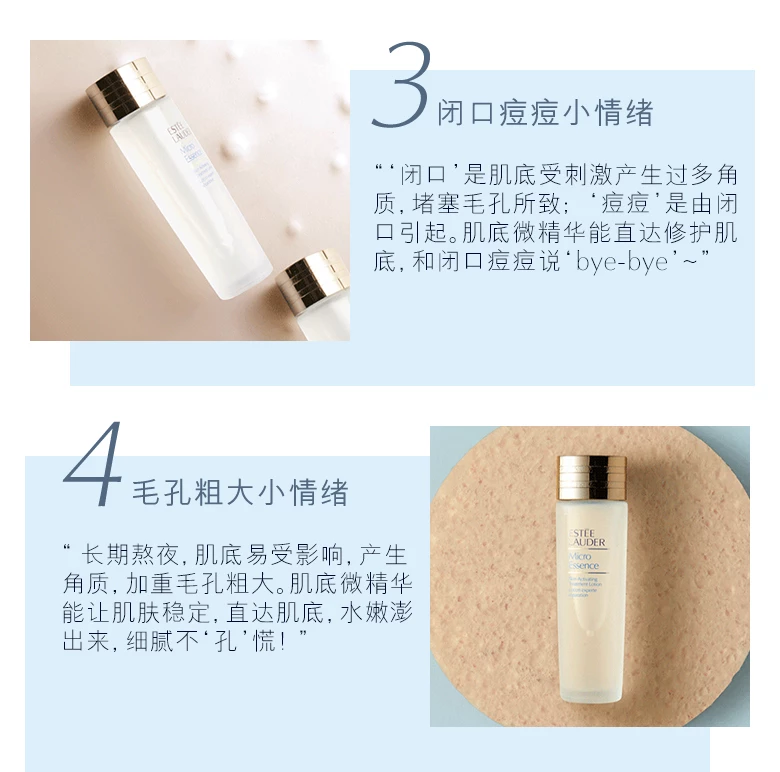 3
闭口痘痘小情绪
“‘闭口’是肌底受刺激产生过多角
质,堵塞毛孔所致;‘痘痘’是由闭
口引起。肌底微精华能直达修护肌
底,和闭口痘痘说‘bye-bye’~”
ESTĒE
LAUDER
Micro
Essence
4
毛孔粗大小情绪
“长期熬夜,肌底易受影响,产生
角质,加重毛孔粗大。肌底微精华
能让肌肤稳定,直达肌底,水嫩澎
出来,细腻不‘孔’慌!”
ESTĒE
LAUDER
Micro
Essence